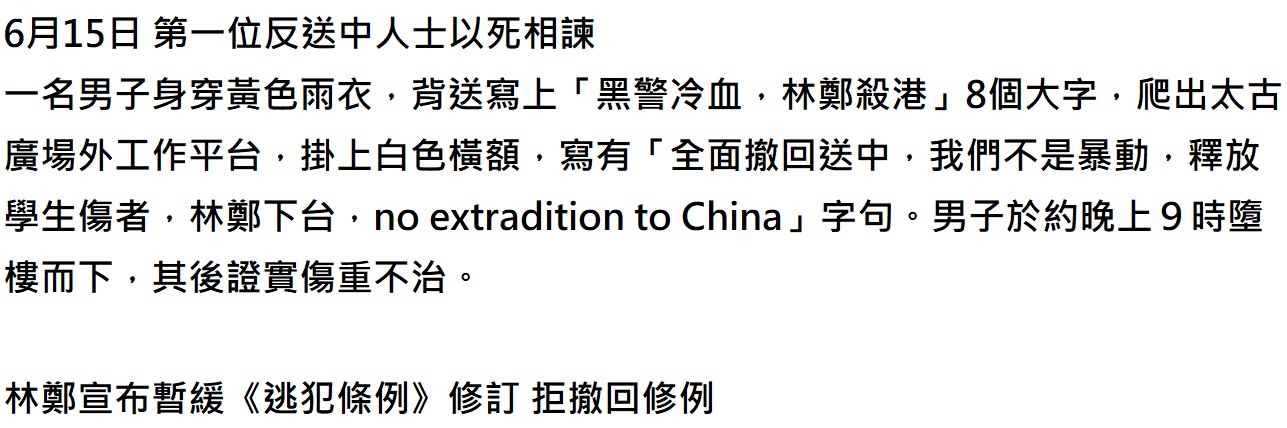 6月15日 第一位反送中人士以死相諫
一名男子身穿黃色雨衣，背送寫上「黑警冷血，林鄭殺港」8個大字，爬出太古
廣場外工作平台，掛上白色橫額，寫有「全面撤回送中，我們不是暴動，釋放
學生傷者，林鄭下台，no extradition to China」字句。男子於約晚上９時墮
樓而下，其後證實傷重不治。
林鄭宣布暫緩《逃犯條例》修訂 拒撤回修例